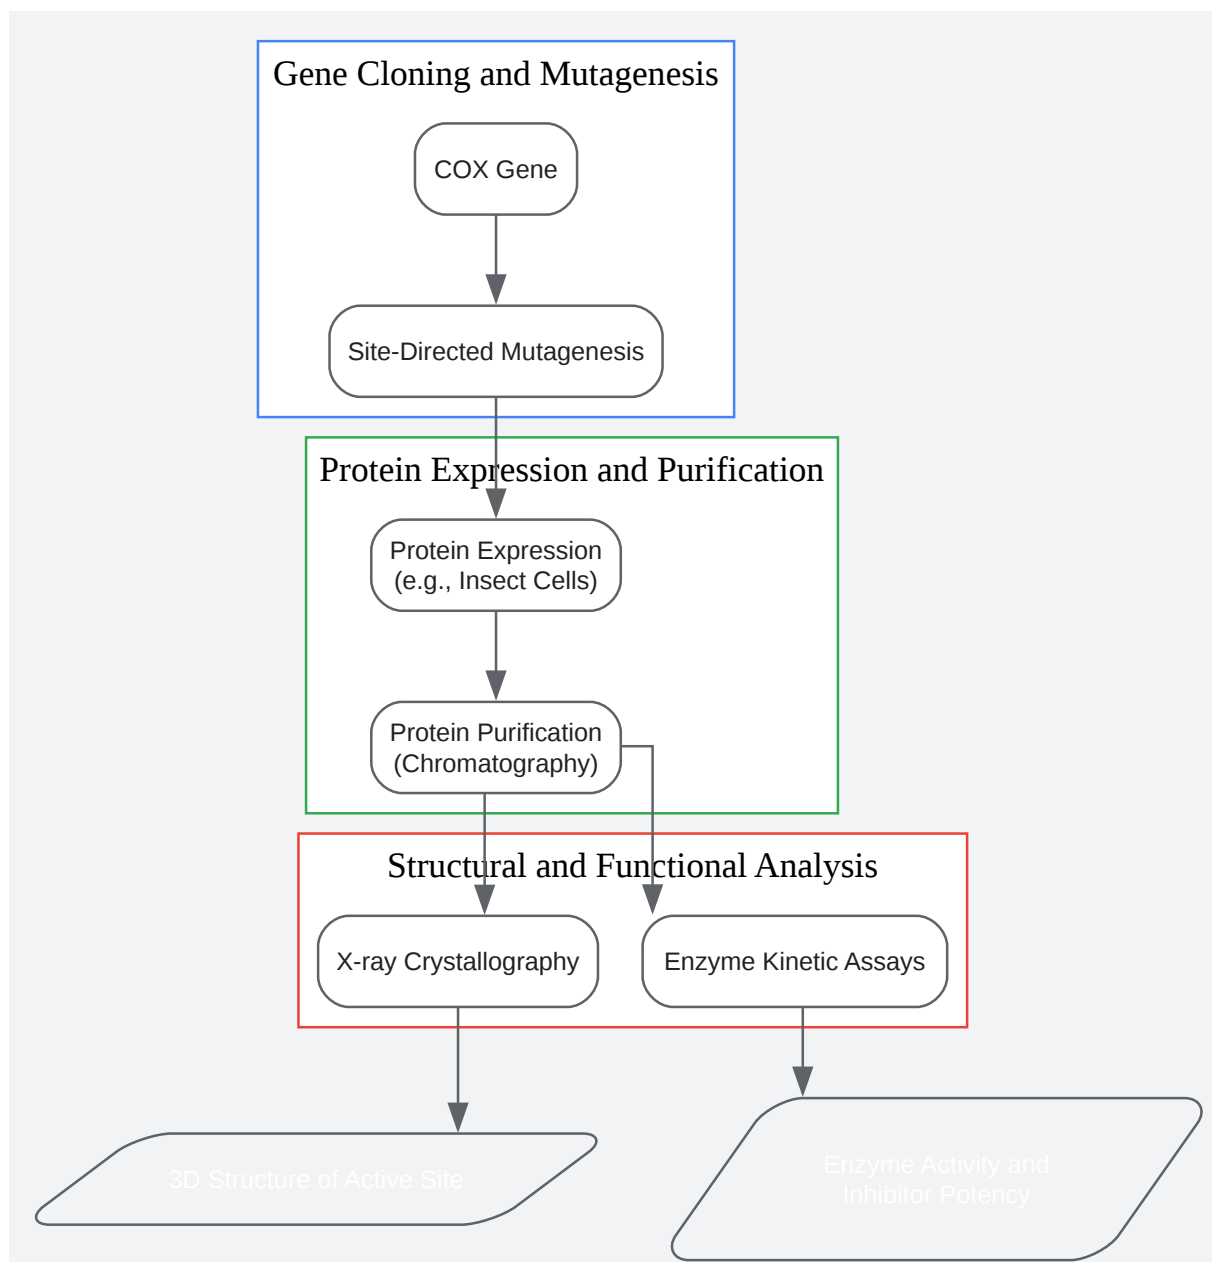 Gene Cloning and Mutagenesis
COX Gene
Site-Directed Mutagenesis
Protein Expression and Purification
Protein Expression
(e.g., Insect Cells)
Protein Purification
(Chromatography)
Structural and Functional Analysis
X-ray Crystallography
Enzyme Kinetic Assays
3D Structure of Active Site
Enzyme Activity and
Inhibitor Potency